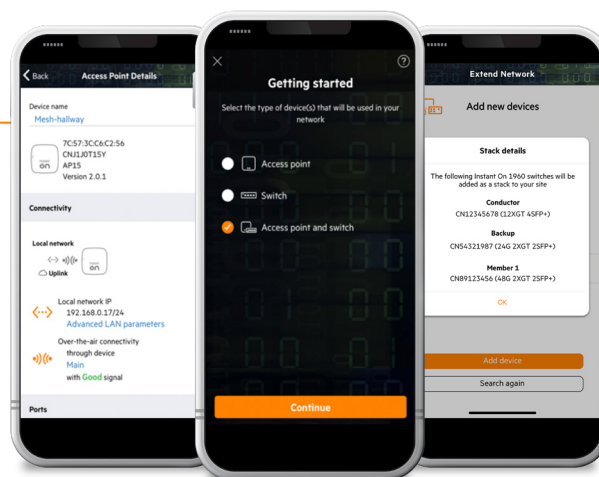 Back
Access Point Details
Device name
Mesh-hallway
7C:57:3C:C6:C2:56
CNJ1J0T15Y
AP15
Version 2.0.1
on
Connectivity
Local network
Uplink
on
Local network IP
192.168.0.17/24
Advanced LAN parameters
Over-the-air connectivity
through device
Main
with Good signal
Ports
?
Getting started
Select the type of device(s) that will be used in your
network
Access point
Switch
Access point and switch
Continue
Extend Network
Add new devices
Stack details
The following Instant On 1960 switches will be
added as a stack to your site
Conductor
CN12345678 (12XGT 4SFP+)
Backup
CN54321987 (24G 2XGT 2SFP+)
Member 1
CN89123456 (48G 2XGT 2SFP+)
OK
Add device
Search again